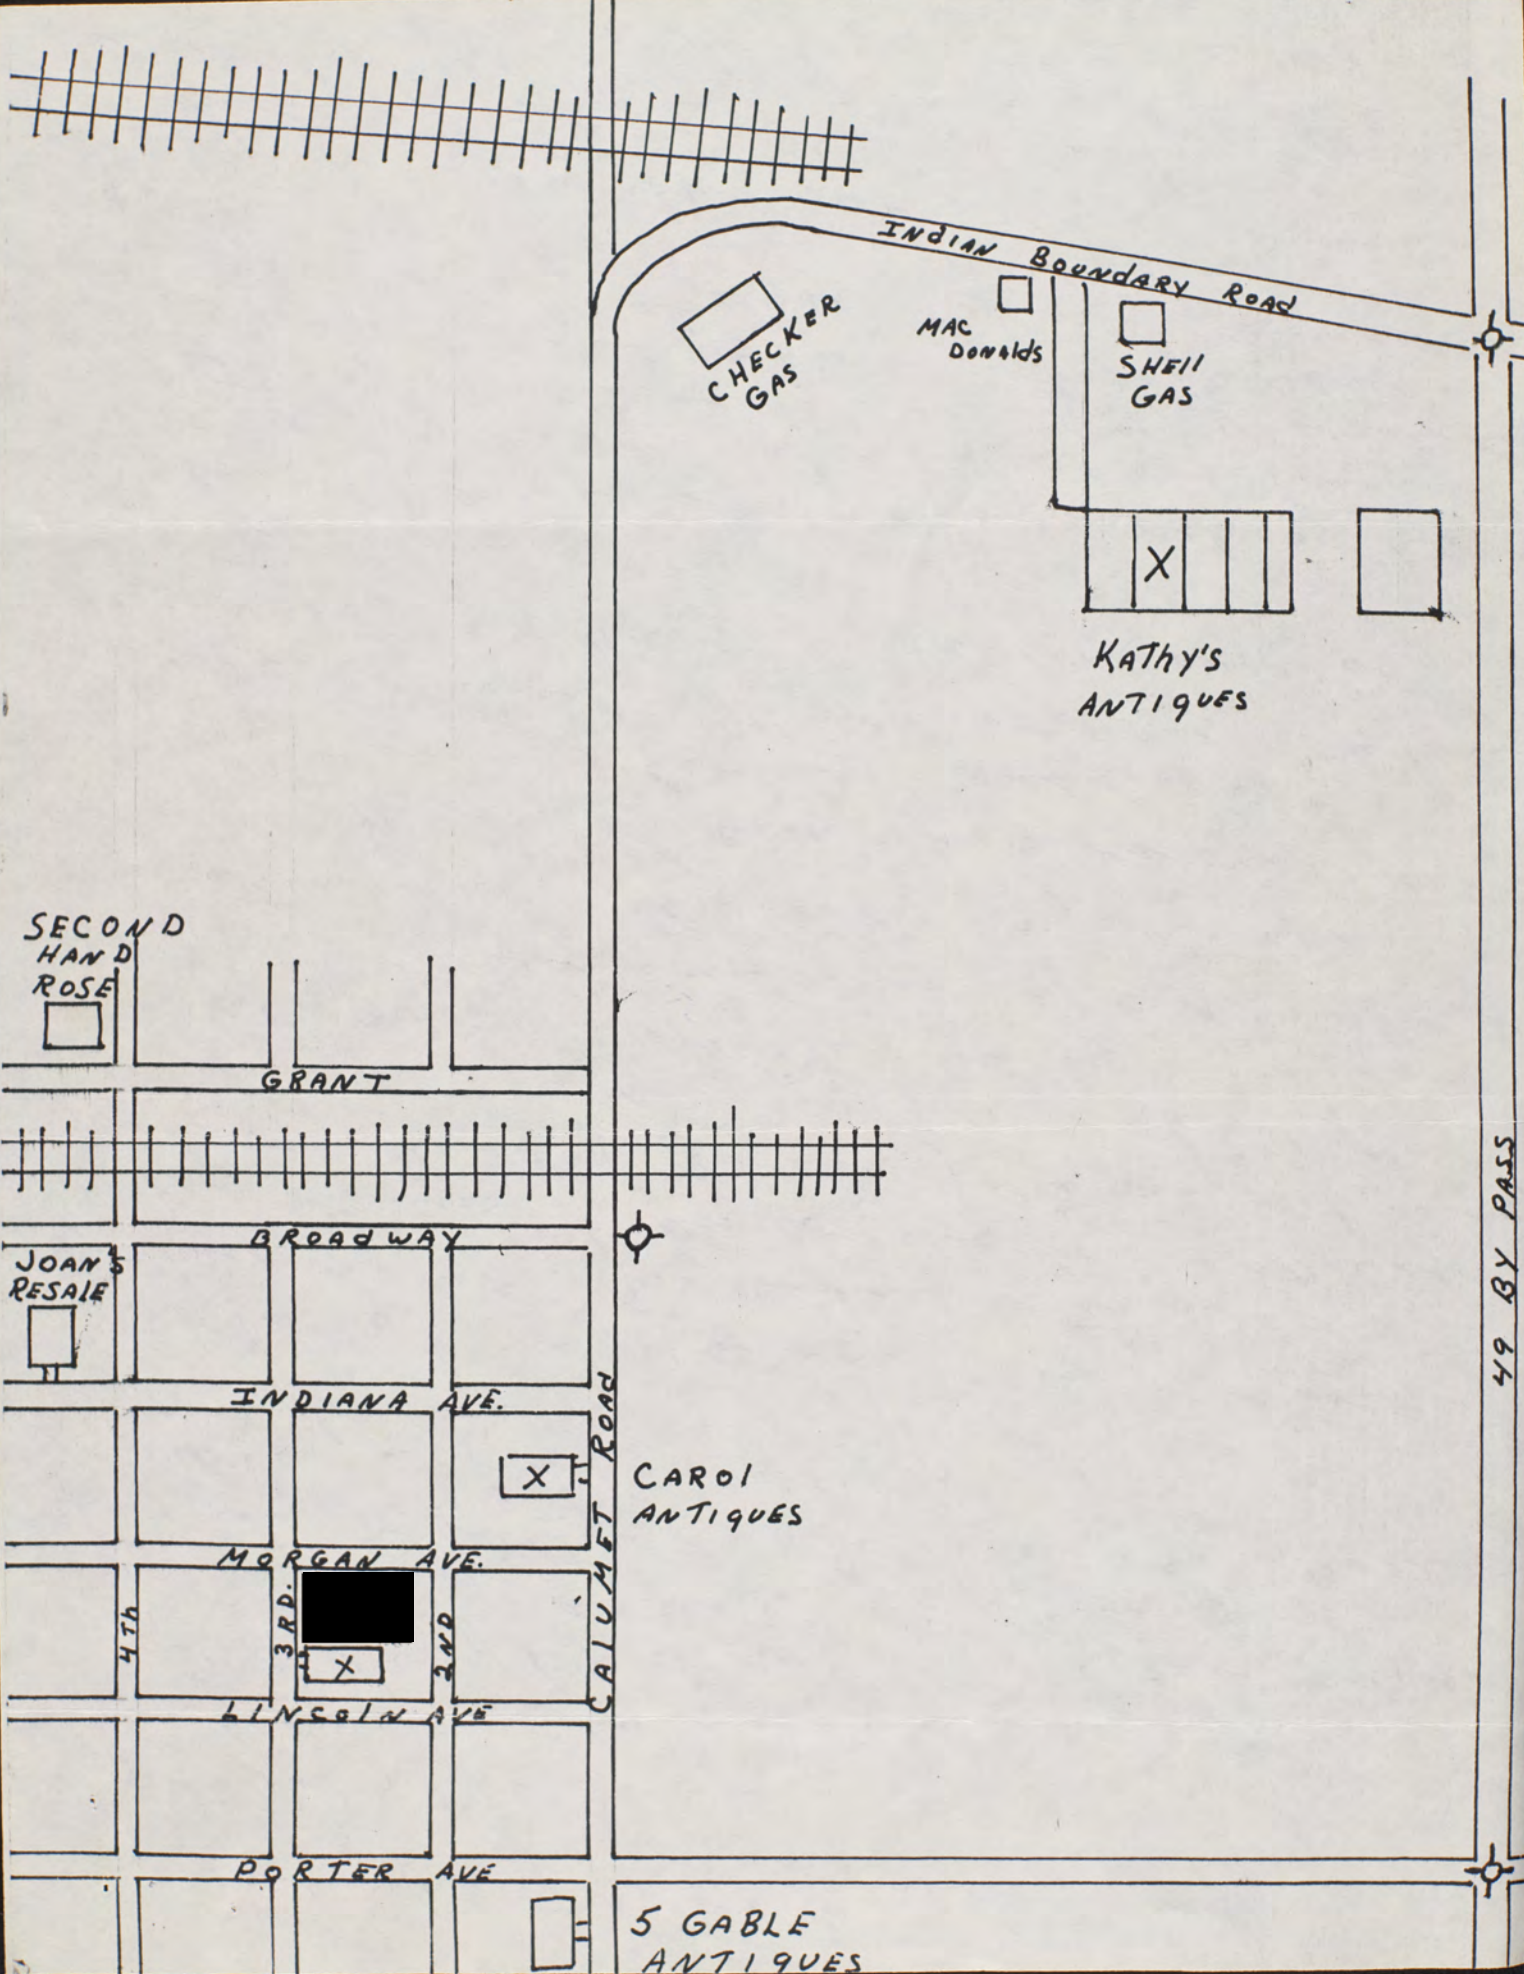 INdIAN BOUNdARY ROAd
CHECKER
GAS
MAC
DONAlds
SHEll
GAS
X
KAThy's
ANTIqUES
SECOND
HAND
ROSE
GRANT
BROAdWAY
JOAN'S
RESAlE
INDIANA AVE.
X
CAROl
ANTIqUES
MORGAN AVE.
4Th
3RD.
2ND
CAlUMET ROAd
49 BY PASS
X
LINColN AVE
PORTER AVE
5 GABLE
ANTIqUES